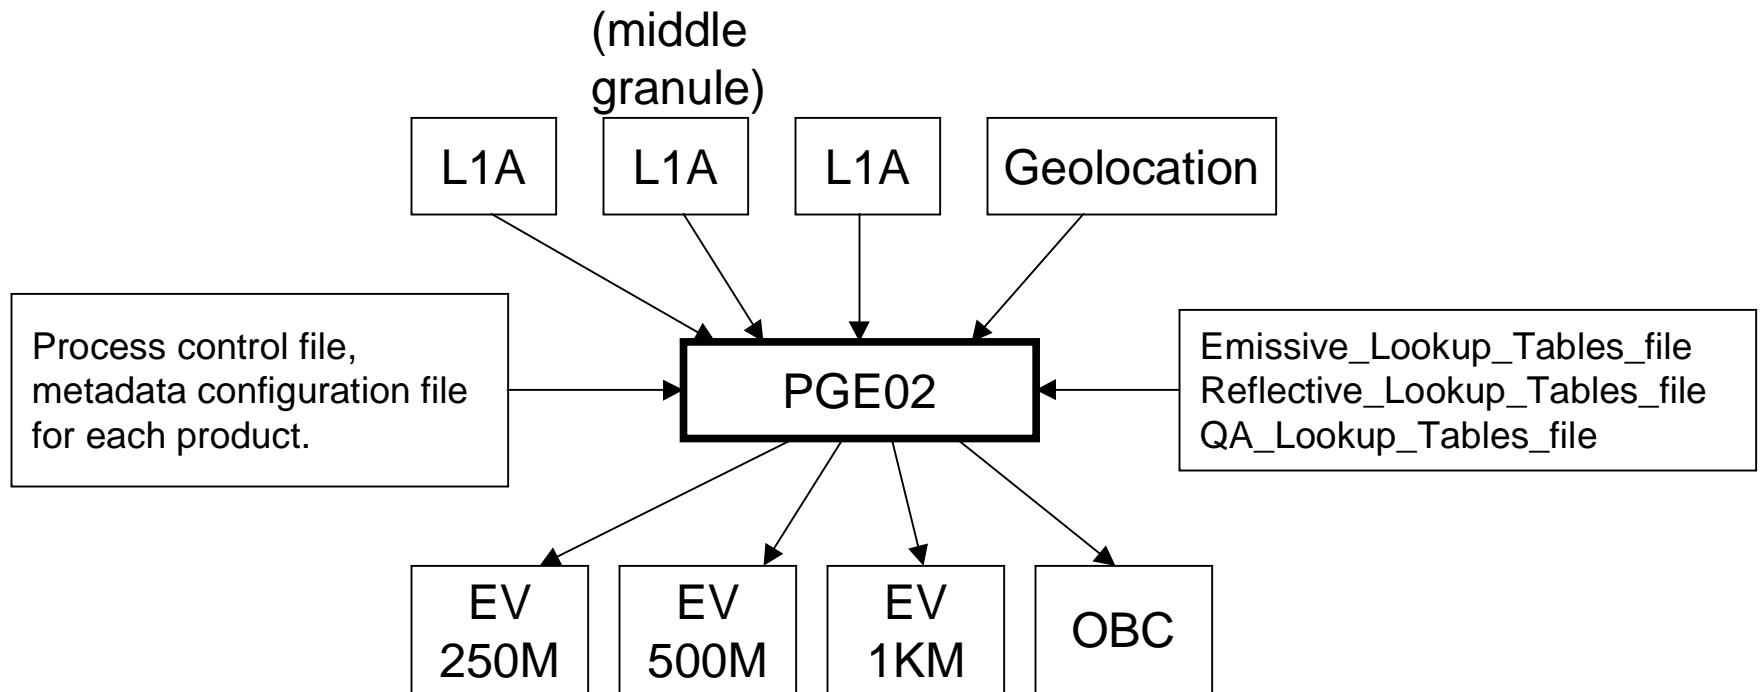 (middle
granule)
L1A
L1A
L1A
Geolocation
Process control file,
metadata configuration file
for each product.
PGE02
Emissive_Lookup_Tables_file
Reflective_Lookup_Tables_file
QA_Lookup_Tables_file
EV
250M
EV
500M
EV
1KM
OBC